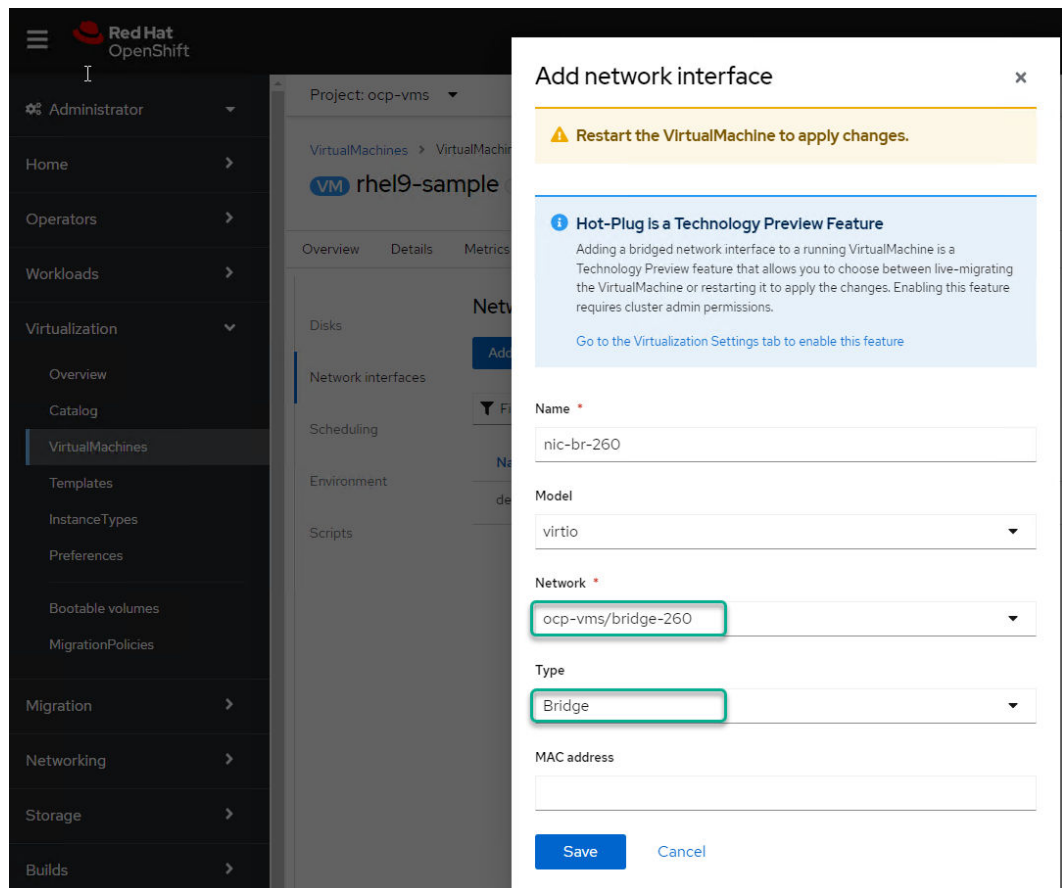 Red Hat
OpenShift
Administrator
Home
Operators
Workloads
Virtualization
Overview
Catalog
VirtualMachines
Templates
InstanceTypes
Preferences
Bootable volumes
MigrationPolicies
Migration
Networking
Storage
Builds
Project: ocp-vms
VirtualMachines
VM rhel9-sample
Overview Details Metrics
Disks
Network interfaces
Scheduling
Environment
Scripts
Add network interface
Restart the VirtualMachine to apply changes.
Hot-Plug is a Technology Preview Feature
Adding a bridged network interface to a running VirtualMachine is a
Technology Preview feature that allows you to choose between live-migrating
the VirtualMachine or restarting it to apply the changes. Enabling this feature
requires cluster admin permissions.
Go to the Virtualization Settings tab to enable this feature
Name *
nic-br-260
Model
virtio
Network *
ocp-vms/bridge-260
Type
Bridge
MAC address
Save Cancel